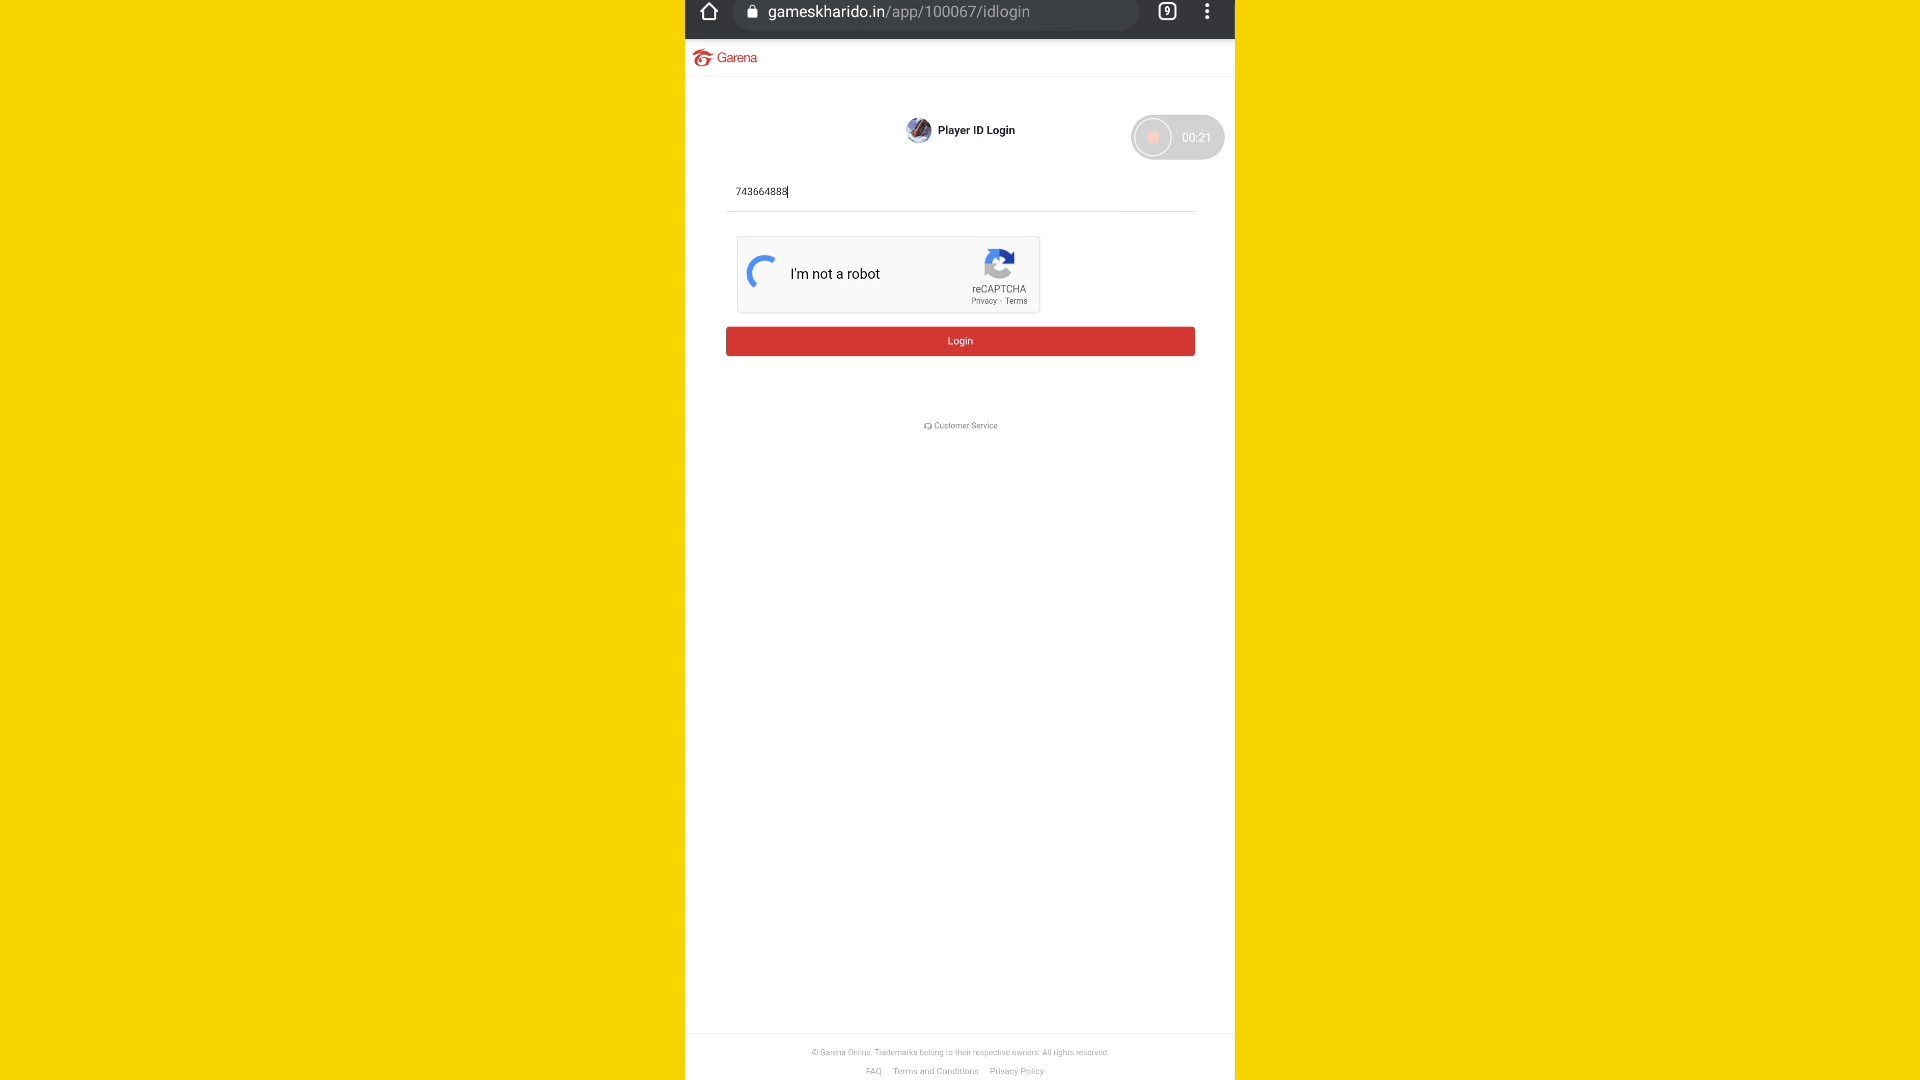 gameskharido.in/app/100067/idlogin
9
Garena
Player ID Login
00:21
743664888
I'm not a robot
reCAPTCHA
Privacy - Terms
Login
Customer Service
© Garena Online. Trademarks belong to their respective owners. All rights reserved.
FAQ Terms and Conditions Privacy Policy